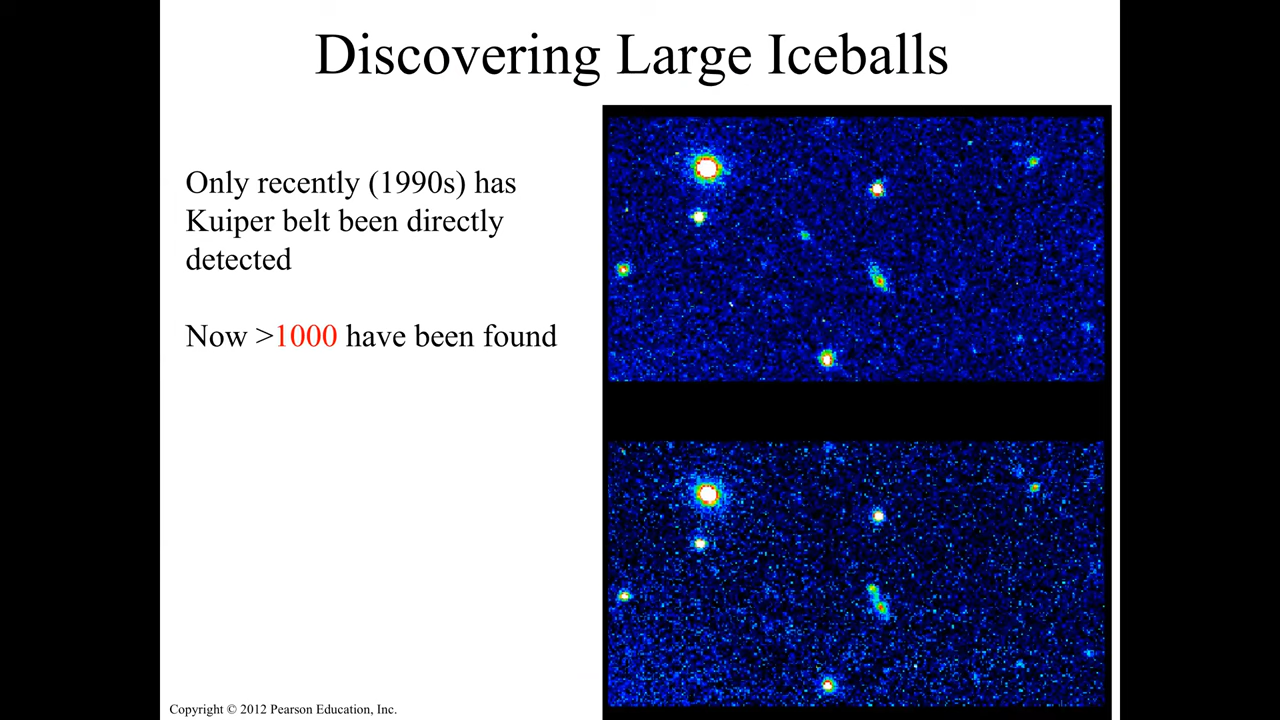 Discovering Large Iceballs
Only recently (1990s) has
Kuiper belt been directly
detected
Now >1000 have been found
Copyright © 2012 Pearson Education, Inc.